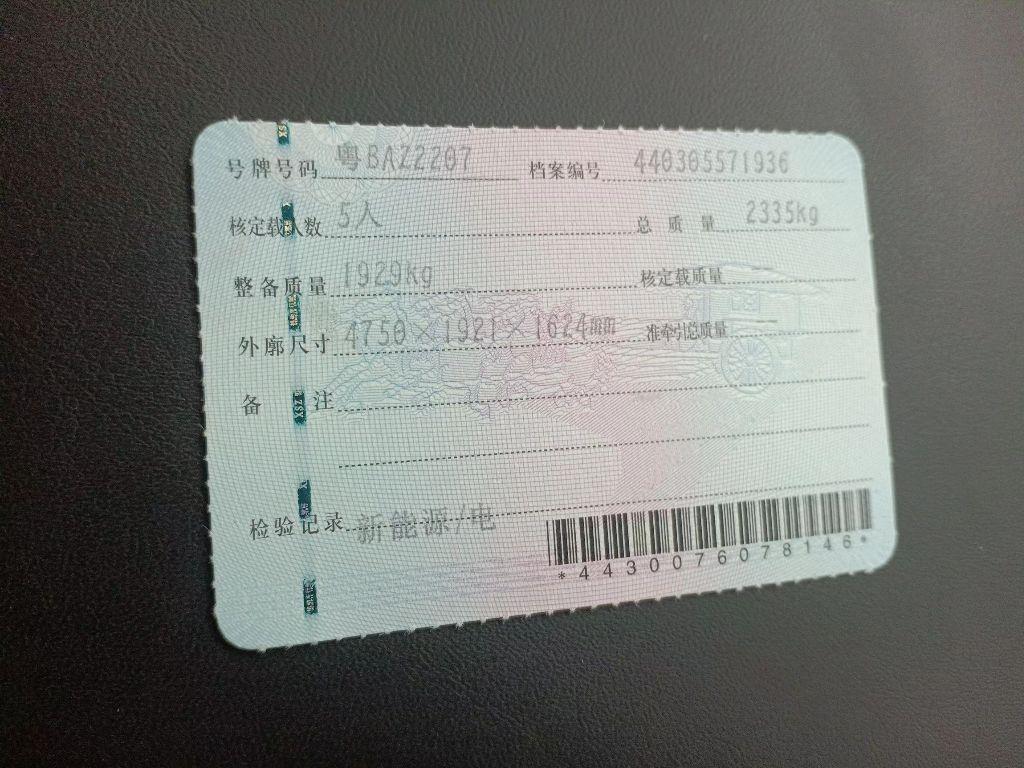 号牌号码 粤BAZ2207 档案编号 440305571936
核定载人数 5人 总质量 2335kg
整备质量 1929kg 核定载质量 --
外廓尺寸 4750×1921×1624mm 准牵引总质量 --
备注
检验记录 新能源/电
*4430076078146*